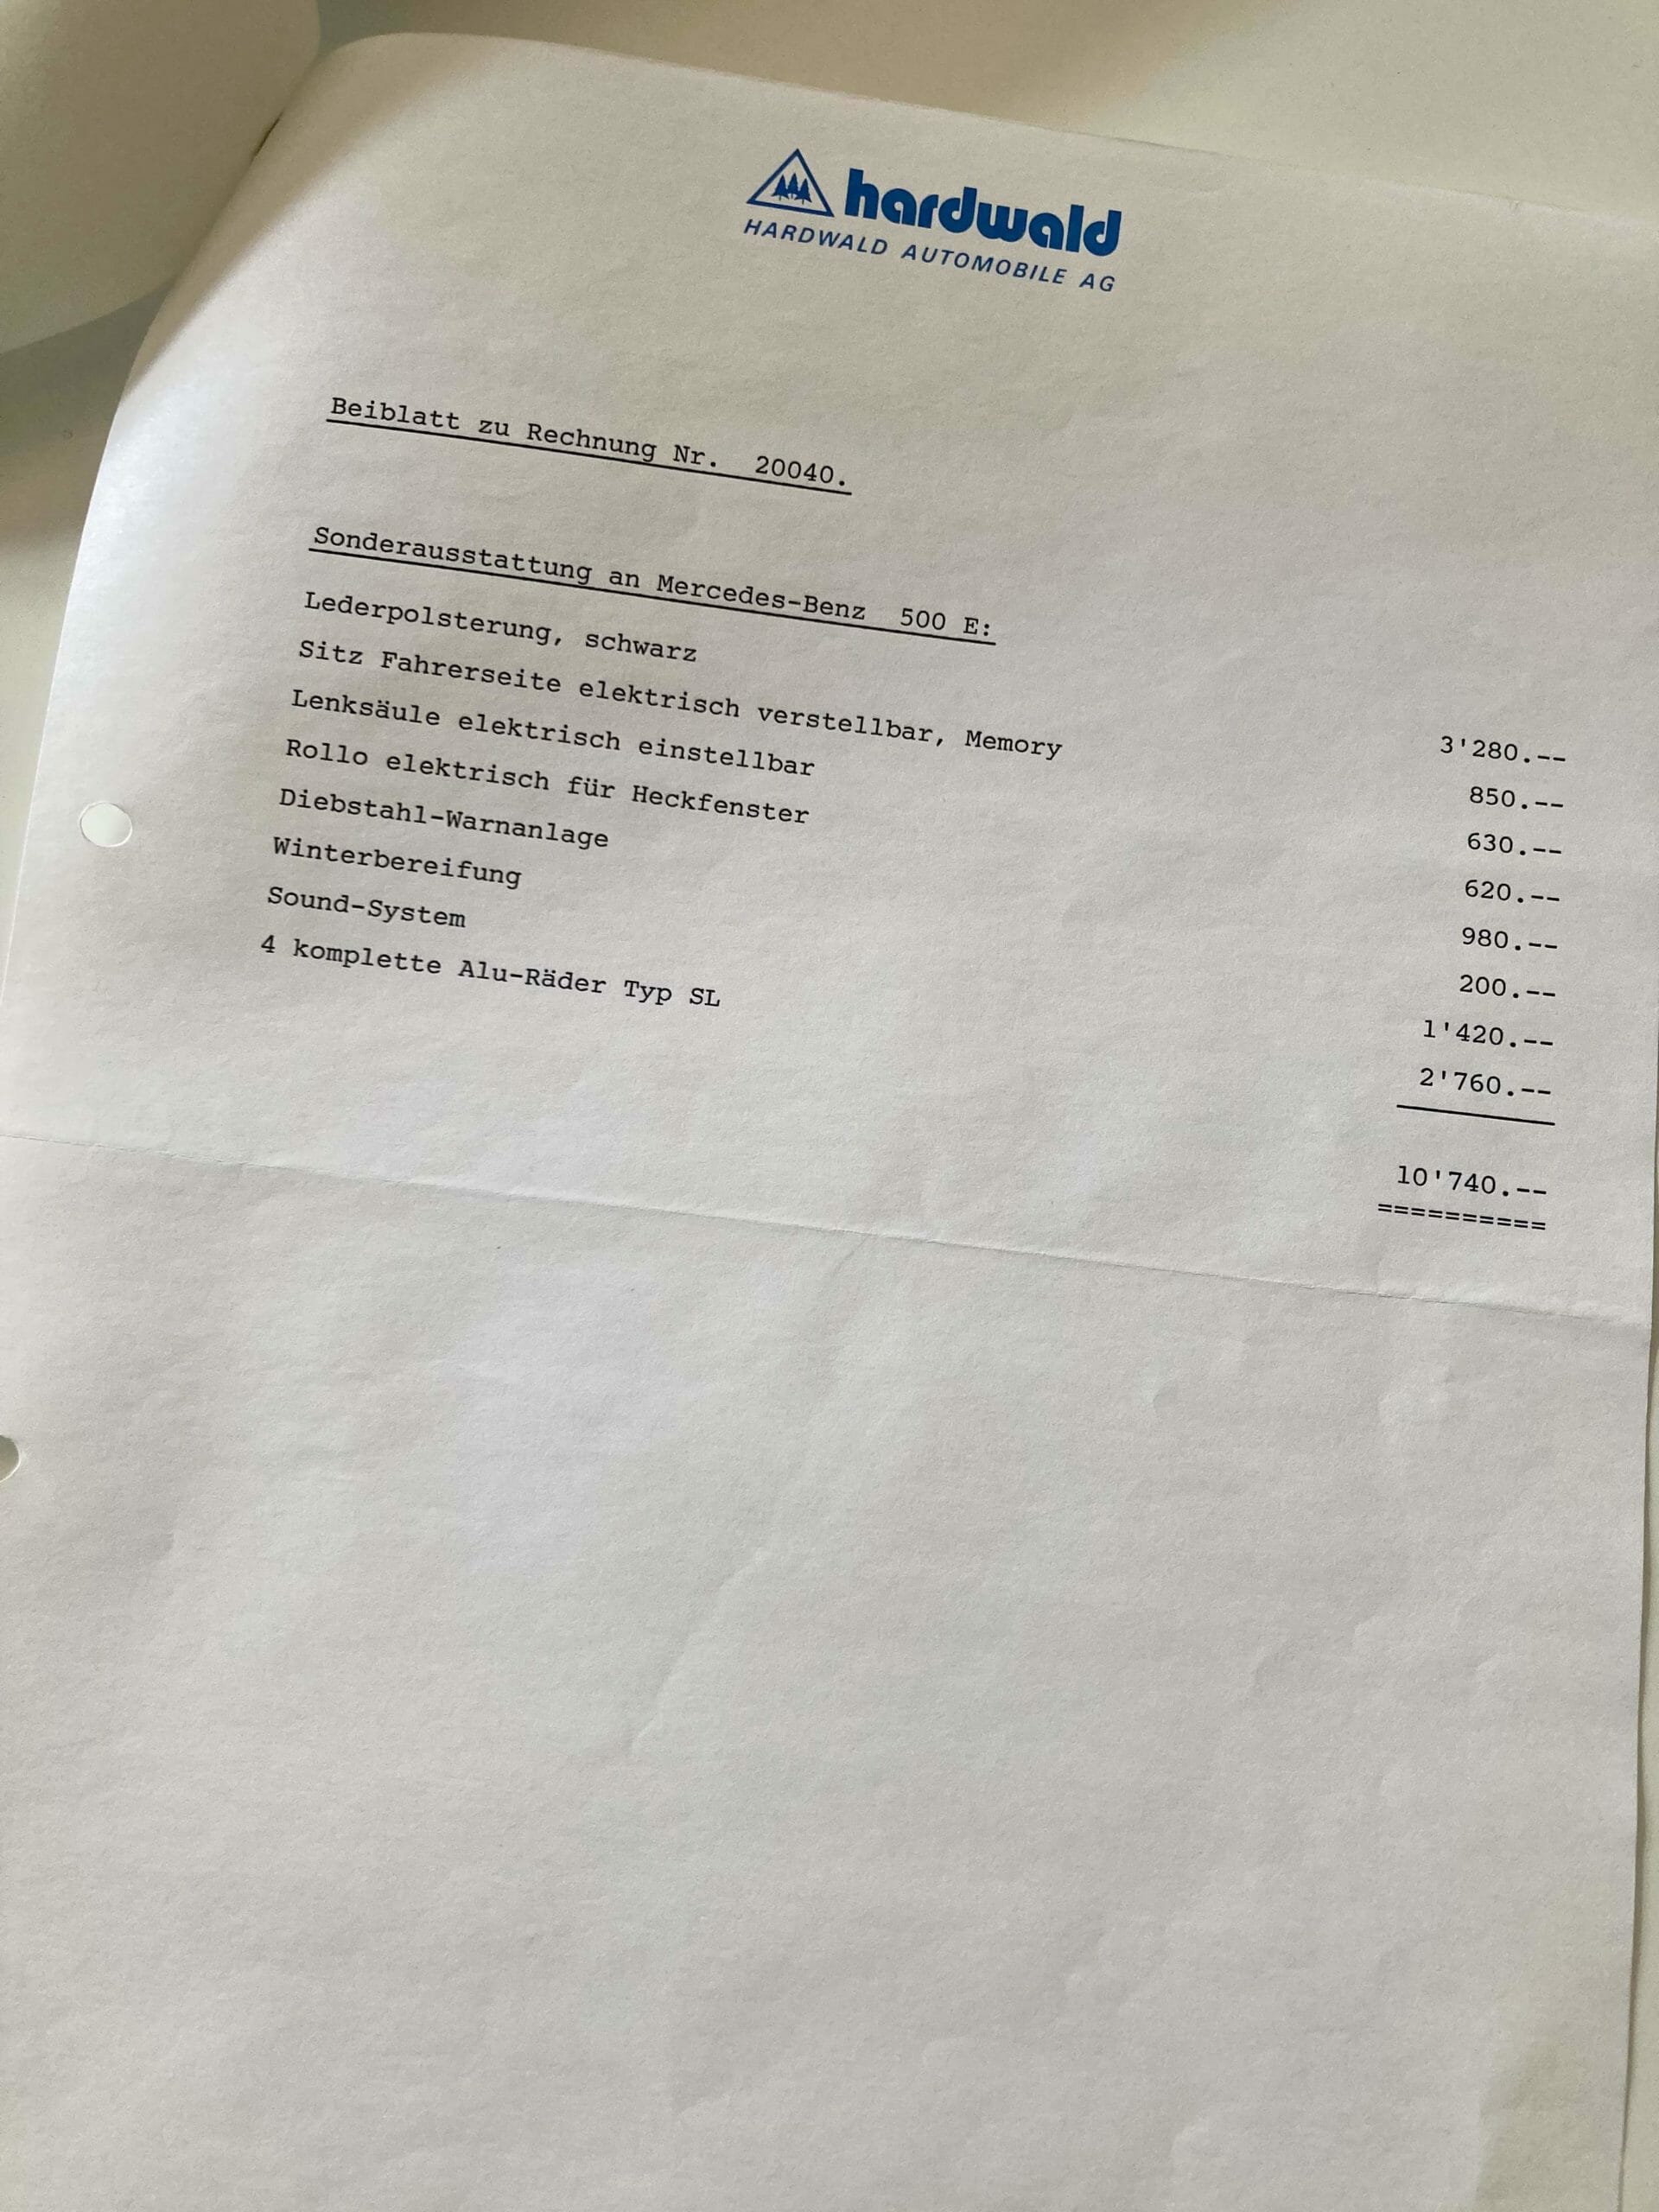 hardwald
HARDWALD AUTOMOBILE AG
Beiblatt zu Rechnung Nr. 20040.
Sonderausstattung an Mercedes-Benz 500 E:
Lederpolsterung, schwarz 3'280.--
Sitz Fahrerseite elektrisch verstellbar, Memory 850.--
Lenksäule elektrisch einstellbar 630.--
Rollo elektrisch für Heckfenster 620.--
Diebstahl-Warnanlage 980.--
Winterbereifung 200.--
Sound-System 1'420.--
4 komplette Alu-Räder Typ SL 2'760.--
10'740.--
==========